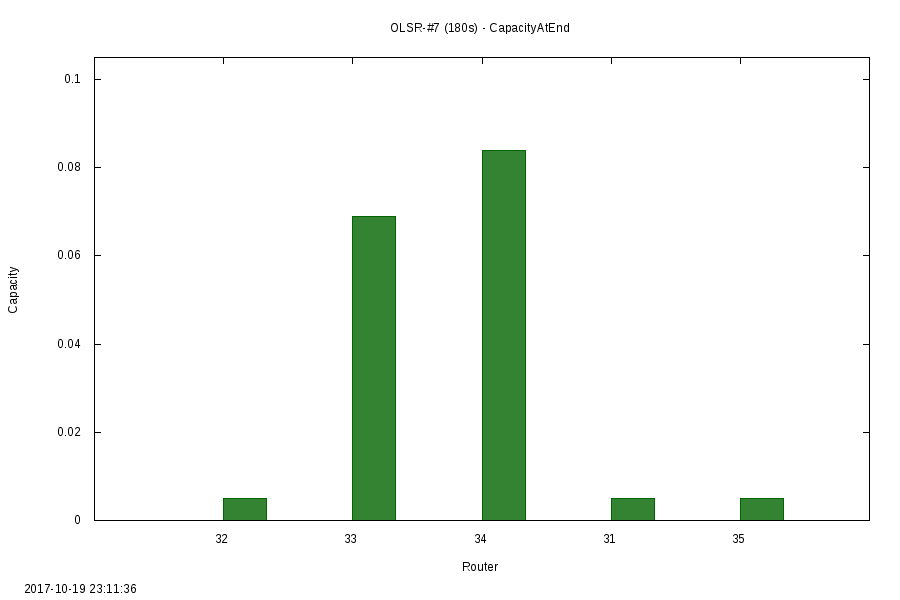 OLSR-#7 (180s) - CapacityAtEnd
0.1
0.08
0.06
0.04
0.02
0
Capacity
32 33 34 31 35
Router
2017-10-19 23:11:36